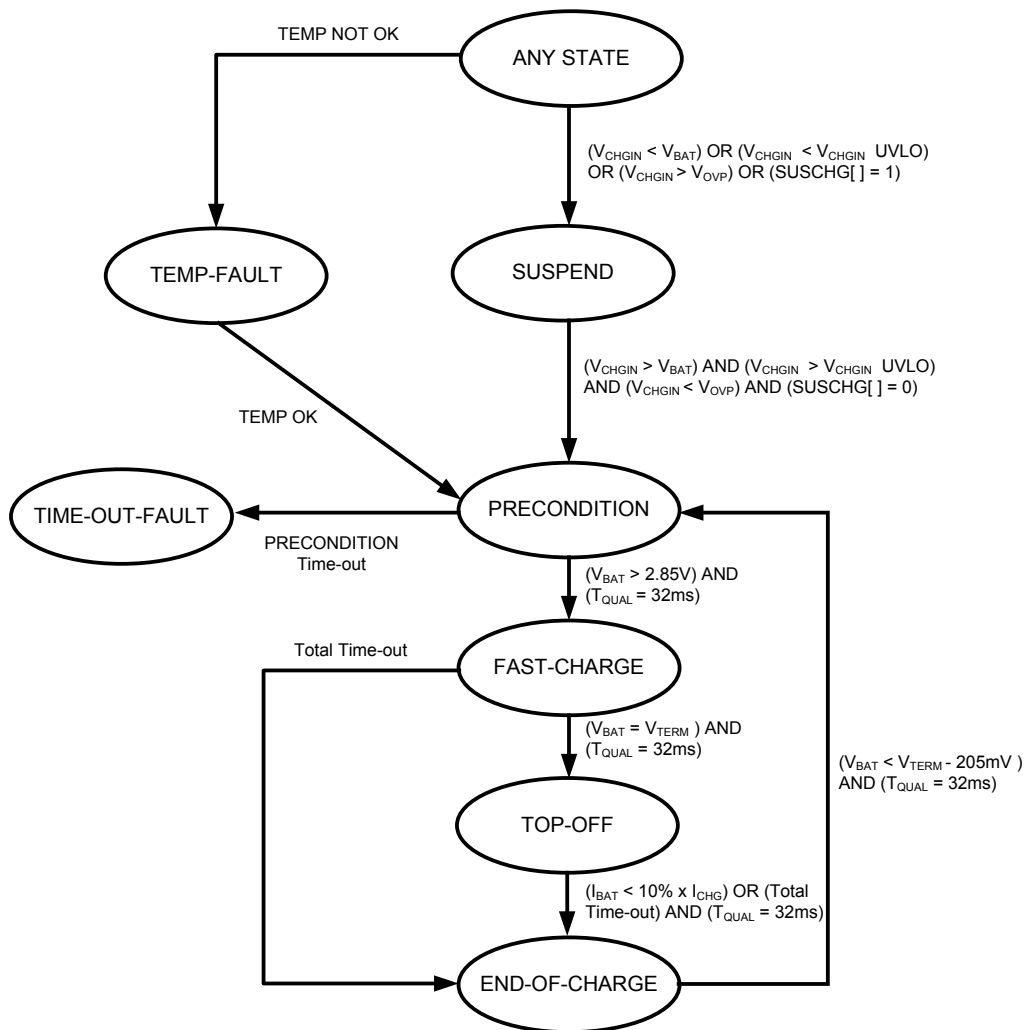 TEMP NOT OK
ANY STATE
(VCHGIN < VBAT) OR (VCHGIN < VCHGIN UVLO)
OR (VCHGIN > VOVP) OR (SUSCHG[ ] = 1)
TEMP-FAULT
SUSPEND
(VCHGIN > VBAT) AND (VCHGIN > VCHGIN UVLO)
AND (VCHGIN < VOVP) AND (SUSCHG[ ] = 0)
TEMP OK
TIME-OUT-FAULT
PRECONDITION
PRECONDITION
Time-out
(VBAT > 2.85V) AND
(TQUAL = 32ms)
Total Time-out
FAST-CHARGE
(VBAT = VTERM ) AND
(TQUAL = 32ms)
(VBAT < VTERM - 205mV )
AND (TQUAL = 32ms)
TOP-OFF
(IBAT < 10% x ICHG) OR (Total
Time-out) AND (TQUAL = 32ms)
END-OF-CHARGE